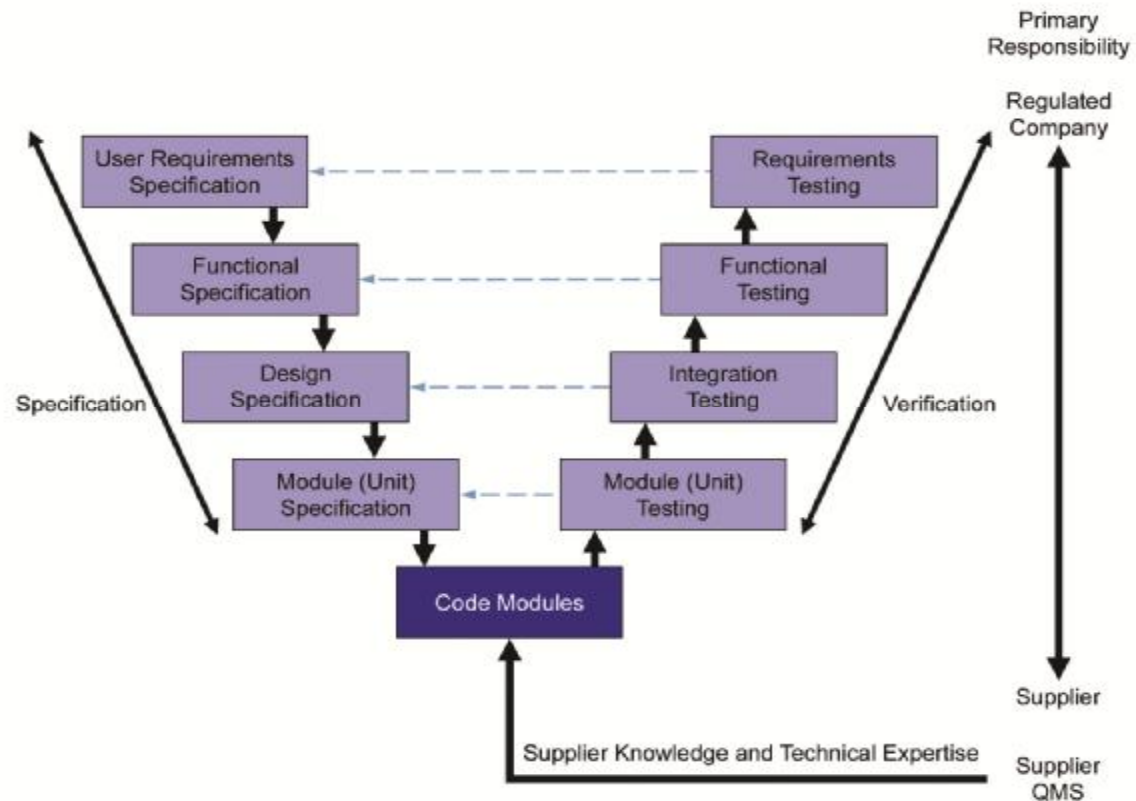 Primary
Responsibility
Regulated
Company
User Requirements
Specification
Requirements
Testing
Functional
Specification
Functional
Testing
Design
Specification
Integration
Testing
Specification
Verification
Module (Unit)
Specification
Module (Unit)
Testing
Code Modules
Supplier
Supplier Knowledge and Technical Expertise
Supplier
QMS